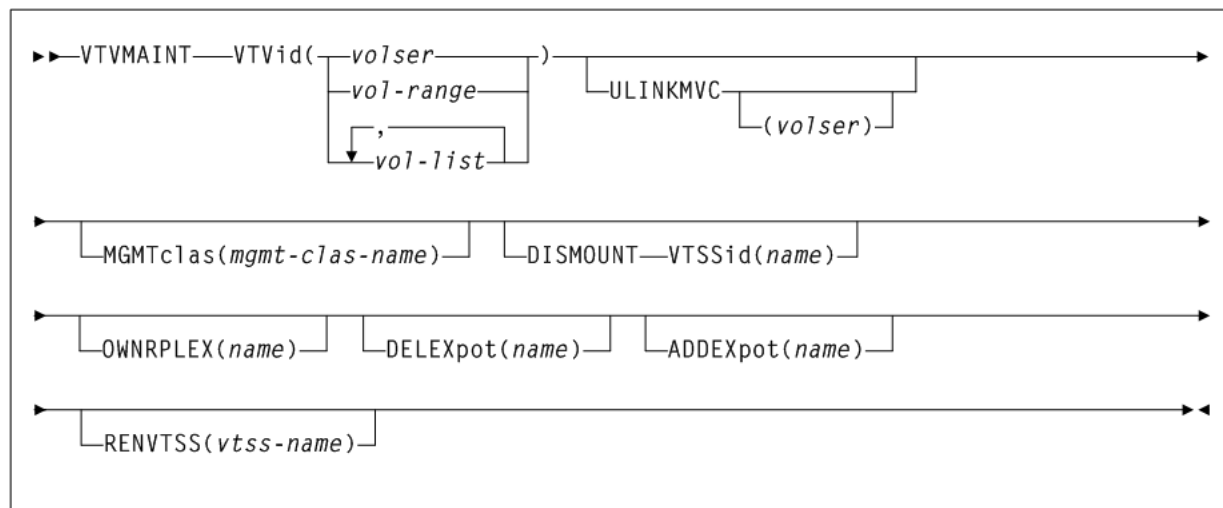 VTVMAINT VTVid( volser )
vol-range ULINKMVC
, (volser)
vol-list
MGMTclas(mgmt-clas-name) DISMOUNT VTSSid(name)
OWNRPLEX(name) DELEXpot(name) ADDEXpot(name)
RENVTSS(vtss-name)